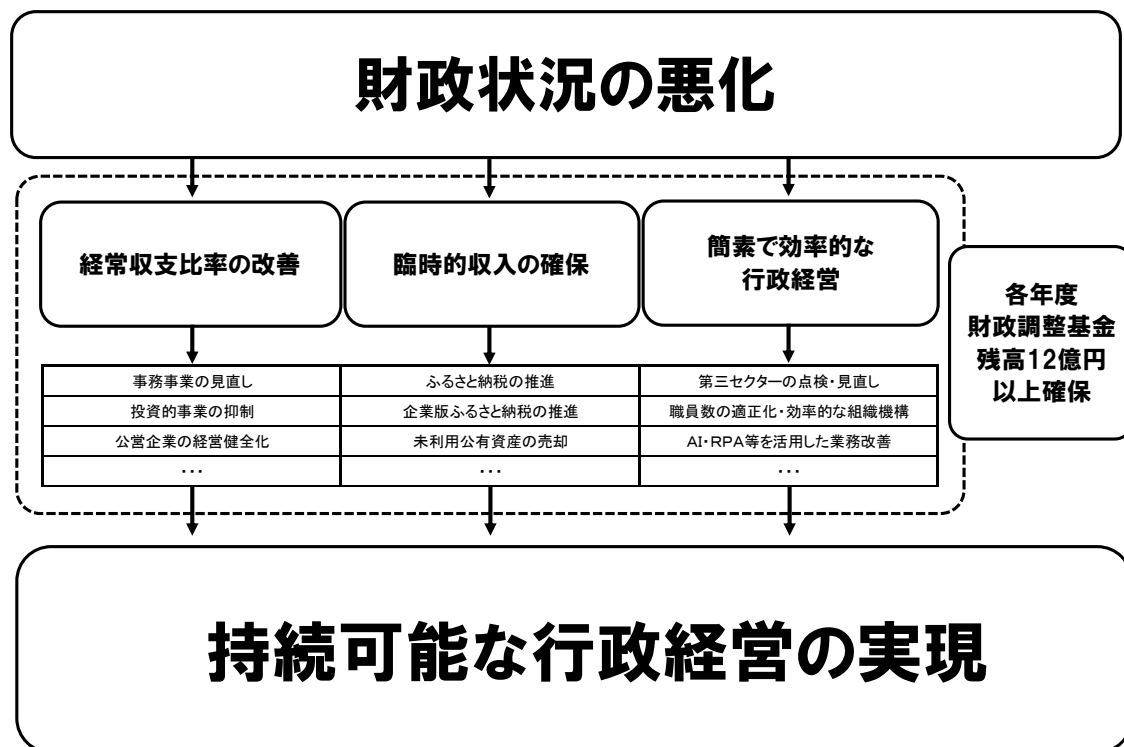 財政状況の悪化
経常収支比率の改善
臨時的収入の確保
簡素で効率的な
行政経営
各年度
財政調整基金
残高12億円
以上確保
事務事業の見直し
ふるさと納税の推進
第三セクターの点検・見直し
投資的事業の抑制
企業版ふるさと納税の推進
職員数の適正化・効率的な組織機構
公営企業の経営健全化
未利用公有資産の売却
AI・RPA等を活用した業務改善
･･･
･･･
･･･
持続可能な行政経営の実現